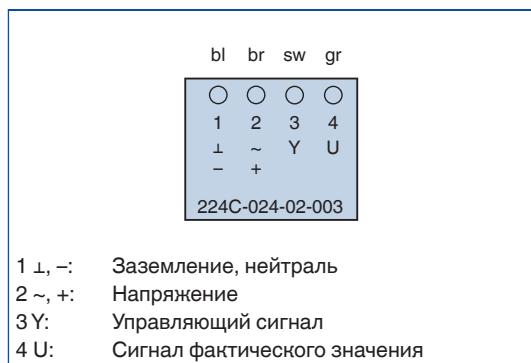 bl br sw gr
1 2 3 4
⊥ ~ Y U
– +
224C-024-02-003
1 ⊥, –: Заземление, нейтраль
2 ~, +: Напряжение
3 Y: Управляющий сигнал
4 U: Сигнал фактического значения